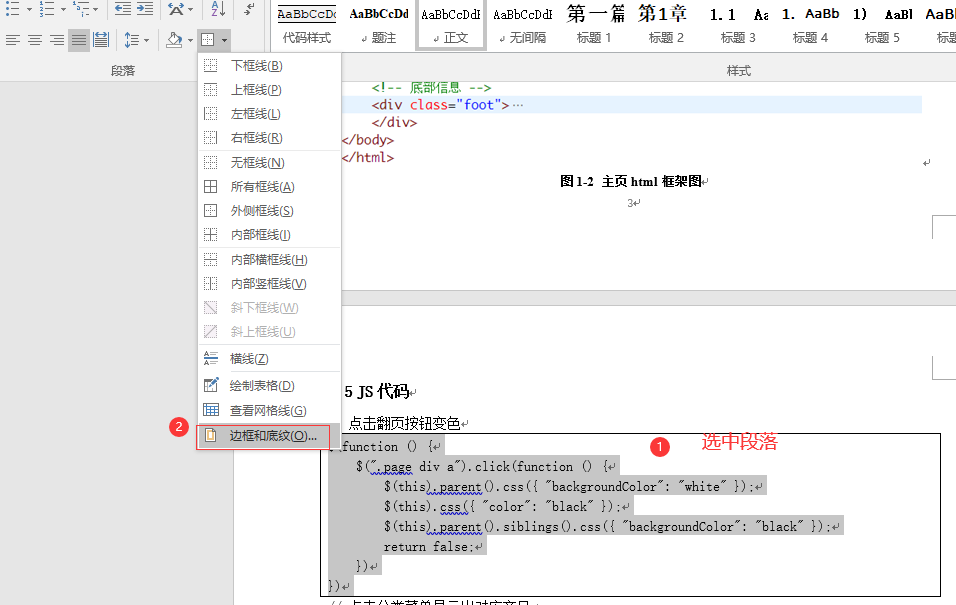 AaBbCcDc AaBbCcDd AaBbCcDdI AaBbCcDdI 第一篇 第1章 1. 1 Aa 1. AaBb 1) AaBl AaB
代码样式 ↲ 题注 ↲ 正文 ↲ 无间隔 标题 1 标题 2 标题 3 标题 4 标题 5 标题
段落 样式
下框线(B)
上框线(P)
左框线(L)
右框线(R)
无框线(N)
所有框线(A)
外侧框线(S)
内部框线(I)
内部横框线(H)
内部竖框线(V)
斜下框线(W)
斜上框线(U)
横线(Z)
绘制表格(D)
查看网格线(G)
2 边框和底纹(O)...
<!-- 底部信息 -->
<div class="foot">…
</div>
</body>
</html>
图1-2 主页 html 框架图
3
5 JS 代码
点击翻页按钮变色
1 选中段落
function () {
$(".page div a").click(function () {
$(this).parent().css({ "backgroundColor": "white" });
$(this).css({ "color": "black" });
$(this).parent().siblings().css({ "backgroundColor": "black" });
return false;
})
})